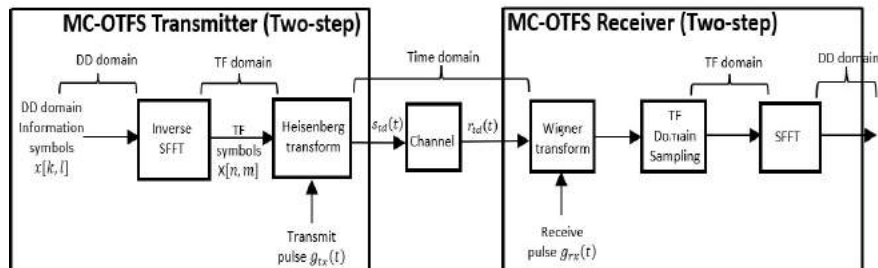 MC-OTFS Transmitter (Two-step)
MC-OTFS Receiver (Two-step)
DD domain
TF domain
Time domain
TF domain
DD domain
DD domain
Information
symbols
x[k, l]
Inverse
SFFT
TF
symbols
X[n, m]
Heisenberg
transform
s_td(t)
Channel
r_td(t)
Wigner
transform
TF
Domain
Sampling
SFFT
Transmit
pulse g_tx(t)
Receive
pulse g_rx(t)